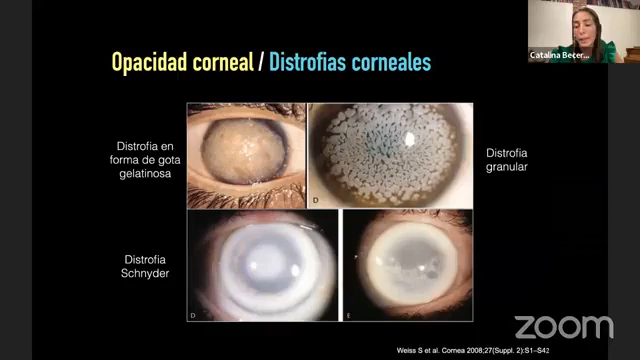 Catalina Becer...
Opacidad corneal / Distrofias corneales
Distrofia en
forma de gota
gelatinosa
D
Distrofia
granular
Distrofia
Schnyder
D
E
zoom
Weiss S et al. Cornea 2008;27(Suppl. 2):S1–S42